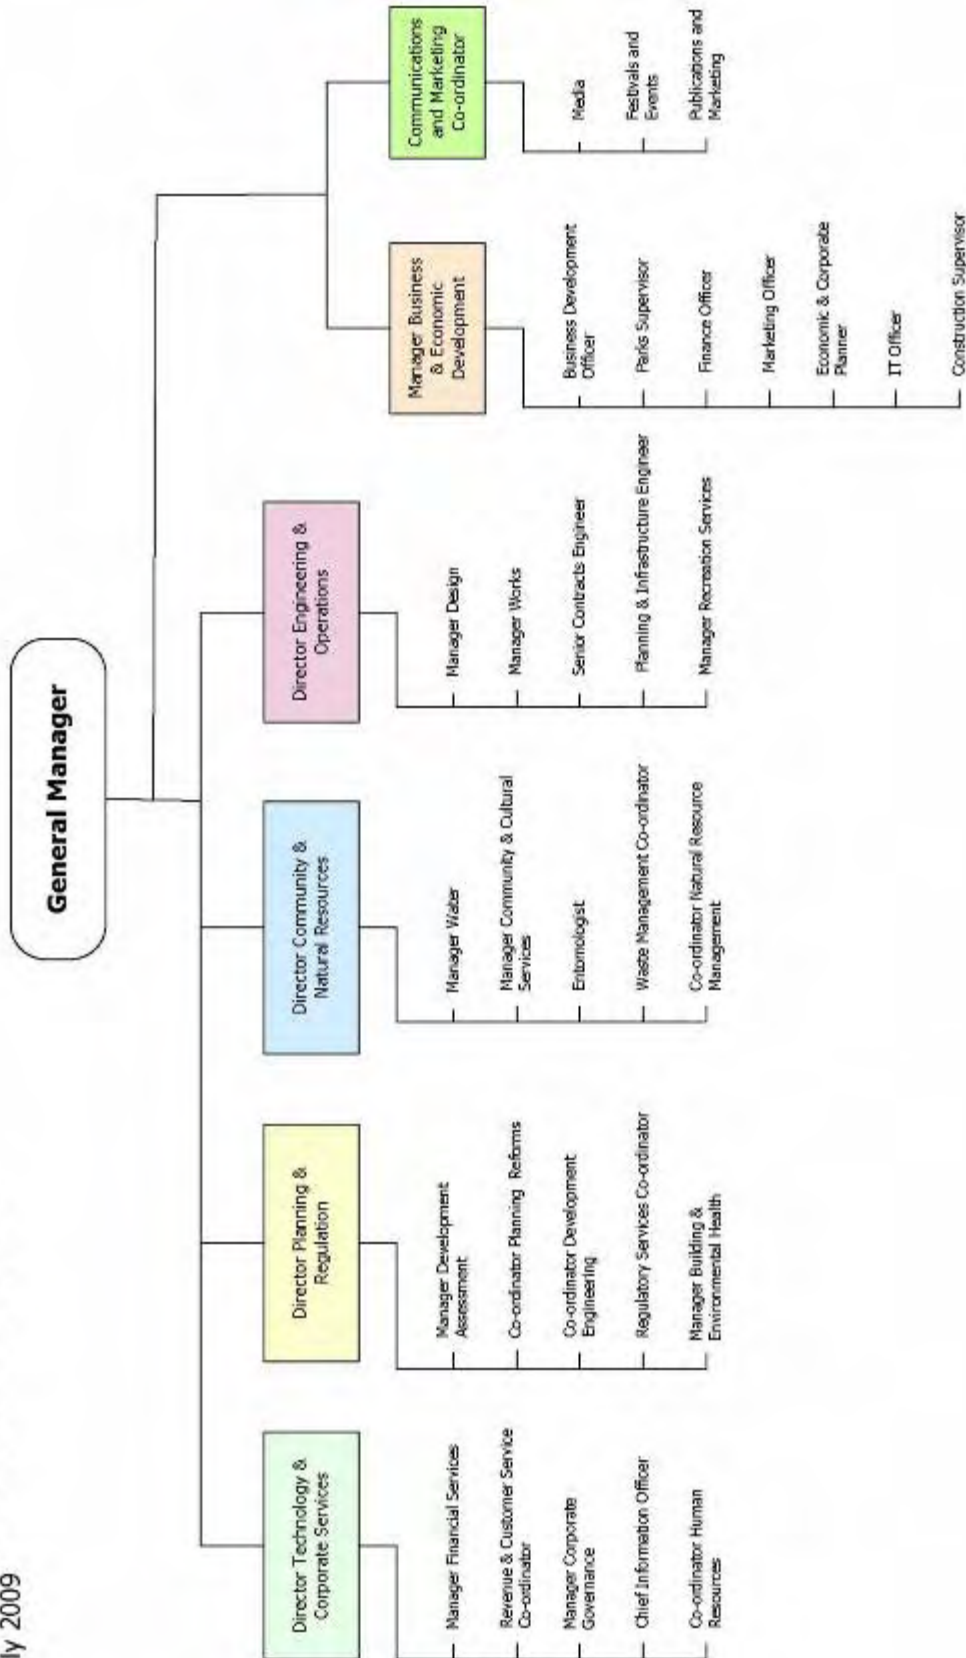 ly 2009
General Manager
Director Technology &
Corporate Services
Manager Financial Services
Revenue & Customer Service
Co-ordinator
Manager Corporate
Governance
Chief Information Officer
Co-ordinator Human
Resources
Director Planning &
Regulation
Manager Development
Assessment
Co-ordinator Planning Reforms
Co-ordinator Development
Engineering
Regulatory Services Co-ordinator
Manager Building &
Environmental Health
Director Community &
Natural Resources
Manager Water
Manager Community & Cultural
Services
Entomologist
Waste Management Co-ordinator
Co-ordinator Natural Resource
Management
Director Engineering &
Operations
Manager Design
Manager Works
Senior Contracts Engineer
Planning & Infrastructure Engineer
Manager Recreation Services
Manager Business
& Economic
Development
Business Development
Officer
Parks Supervisor
Finance Officer
Marketing Officer
Economic & Corporate
Planner
IT Officer
Construction Supervisor
Communications
and Marketing
Co-ordinator
Media
Festivals and
Events
Publications and
Marketing